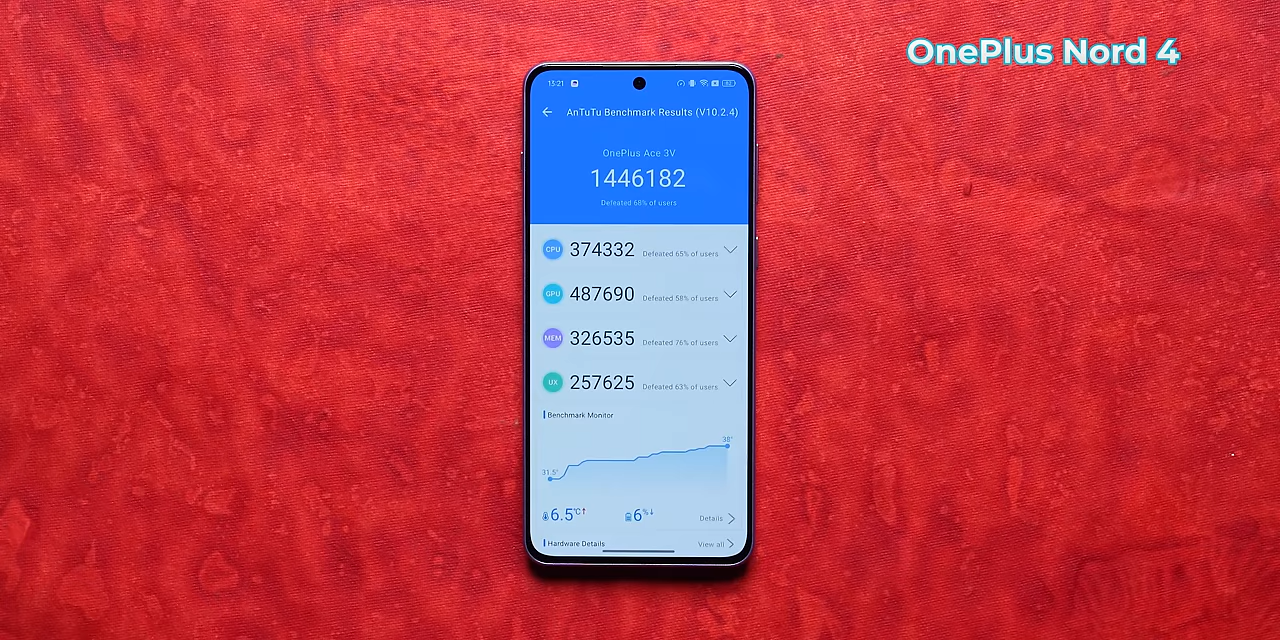 OnePlus Nord 4
13:21
AnTuTu Benchmark Results (V10.2.4)
OnePlus Ace 3V
1446182
Defeated 68% of users
CPU 374332 Defeated 65% of users
GPU 487690 Defeated 58% of users
MEM 326535 Defeated 76% of users
UX 257625 Defeated 63% of users
Benchmark Monitor
38°
31.5°
6.5°C↑ 6%↓ Details
Hardware Details View all